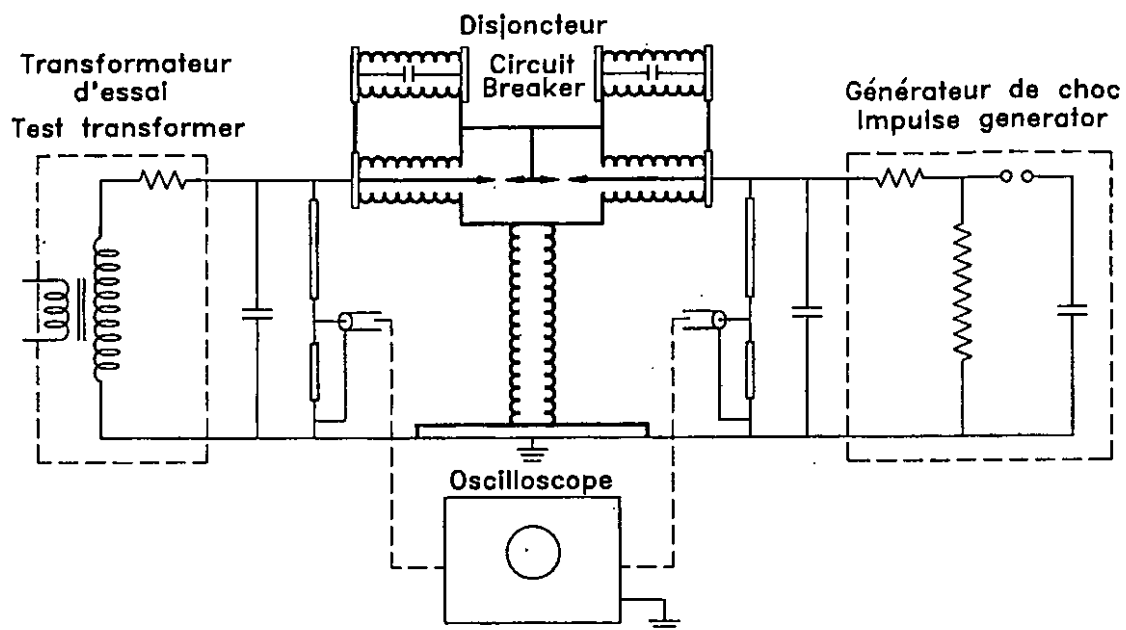 Disjoncteur
Circuit
Breaker
Transformateur
d'essai
Test transformer
Générateur de choc
Impulse generator
Oscilloscope